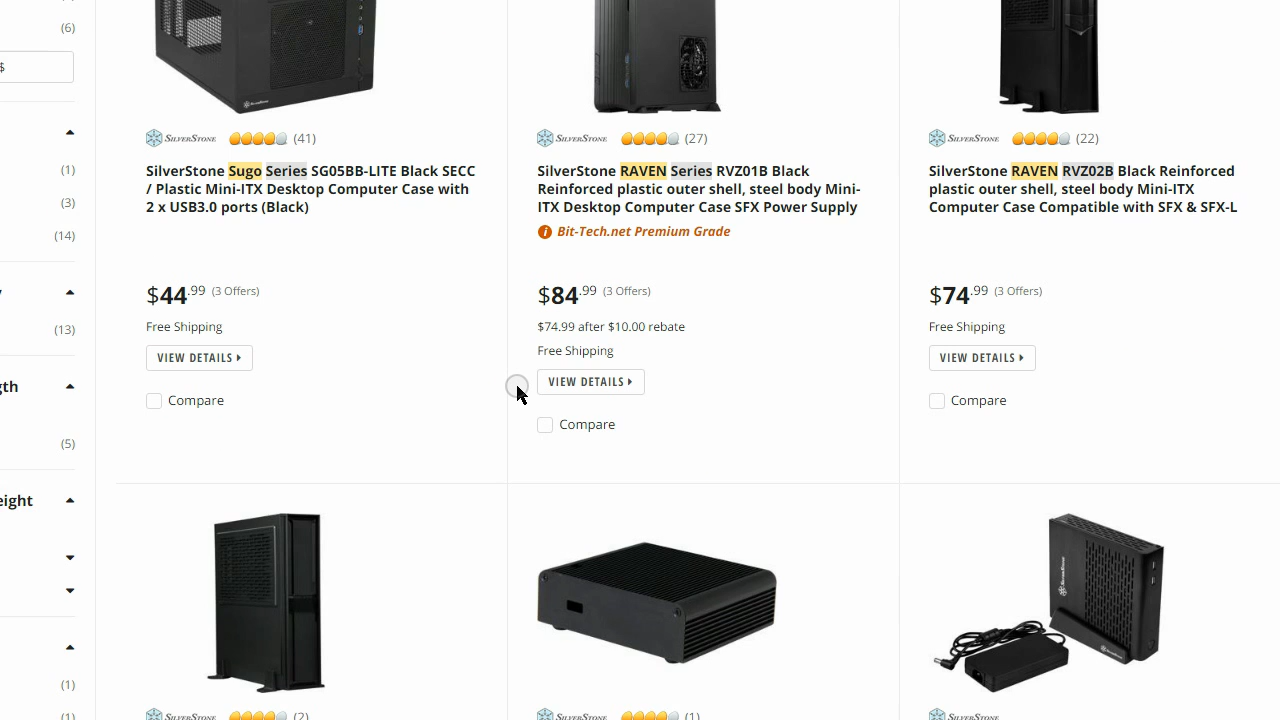 (6)
$
(1)
(3)
(14)
(13)
gth
(5)
eight
(1)
SILVERSTONE (41)
SilverStone Sugo Series SG05BB-LITE Black SECC
/ Plastic Mini-ITX Desktop Computer Case with
2 x USB3.0 ports (Black)
$44.99 (3 Offers)
Free Shipping
VIEW DETAILS
Compare
SILVERSTONE (27)
SilverStone RAVEN Series RVZ01B Black
Reinforced plastic outer shell, steel body Mini-
ITX Desktop Computer Case SFX Power Supply
Bit-Tech.net Premium Grade
$84.99 (3 Offers)
$74.99 after $10.00 rebate
Free Shipping
VIEW DETAILS
Compare
SILVERSTONE (22)
SilverStone RAVEN RVZ02B Black Reinforced
plastic outer shell, steel body Mini-ITX
Computer Case Compatible with SFX & SFX-L
$74.99 (3 Offers)
Free Shipping
VIEW DETAILS
Compare
SILVERSTONE (2)
SILVERSTONE (1)
SILVERSTONE